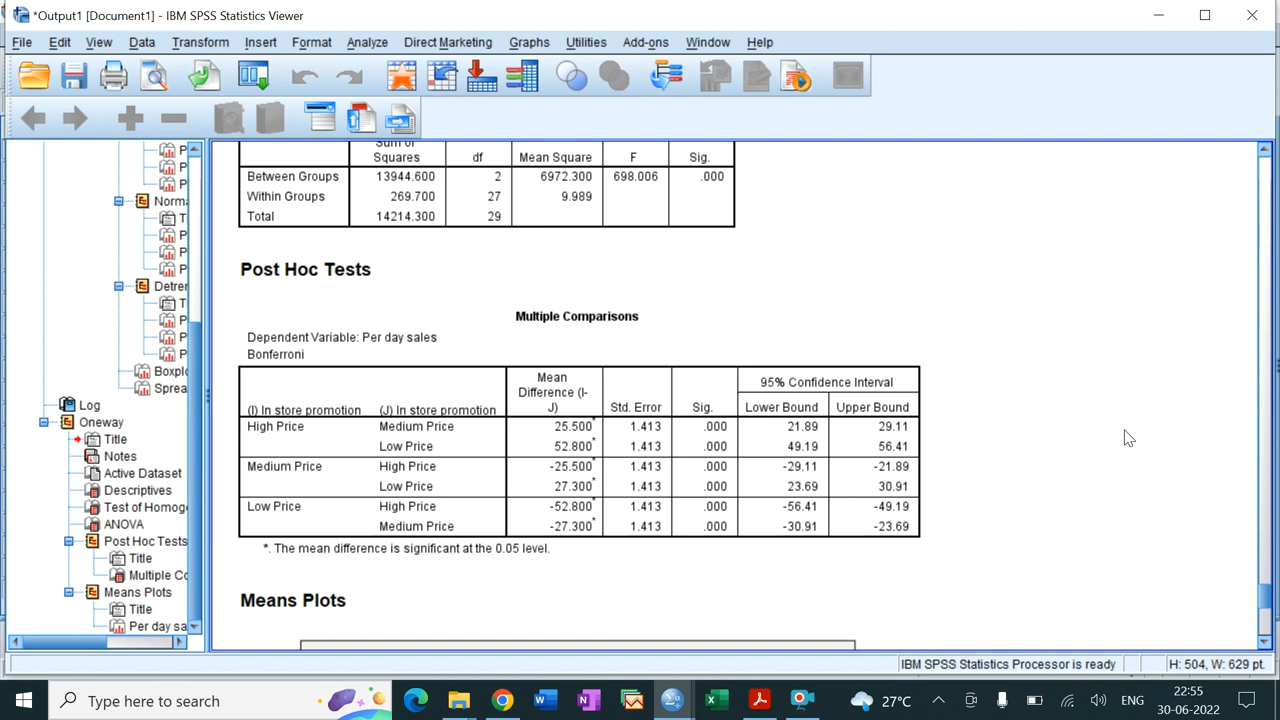 *Output1 [Document1] - IBM SPSS Statistics Viewer
File Edit View Data Transform Insert Format Analyze Direct Marketing Graphs Utilities Add-ons Window Help
P
P
P
Norma
T
P
P
P
Detren
T
P
P
P
Boxplo
Sprea
Log
Oneway
Title
Notes
Active Dataset
Descriptives
Test of Homog
ANOVA
Post Hoc Tests
Title
Multiple Co
Means Plots
Title
Per day sa
Sum of
Squares df Mean Square F Sig.
Between Groups 13944.600 2 6972.300 698.006 .000
Within Groups 269.700 27 9.989
Total 14214.300 29
Post Hoc Tests
Multiple Comparisons
Dependent Variable: Per day sales
Bonferroni
(I) In store promotion (J) In store promotion Mean Difference (I-J) Std. Error Sig. 95% Confidence Interval
Lower Bound Upper Bound
High Price Medium Price 25.500* 1.413 .000 21.89 29.11
Low Price 52.800* 1.413 .000 49.19 56.41
Medium Price High Price -25.500* 1.413 .000 -29.11 -21.89
Low Price 27.300* 1.413 .000 23.69 30.91
Low Price High Price -52.800* 1.413 .000 -56.41 -49.19
Medium Price -27.300* 1.413 .000 -30.91 -23.69
*. The mean difference is significant at the 0.05 level.
Means Plots
IBM SPSS Statistics Processor is ready H: 504, W: 629 pt.
Type here to search
27°C
ENG
22:55
30-06-2022